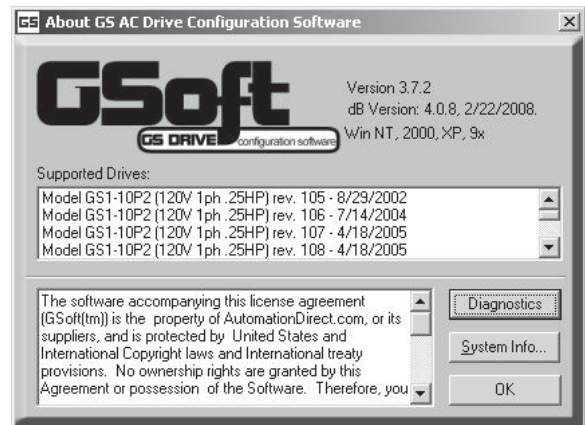 GS About GS AC Drive Configuration Software
GSoft
GS DRIVE configuration software
Version 3.7.2
dB Version: 4.0.8, 2/22/2008.
Win NT, 2000, XP, 9x
Supported Drives:
Model GS1-10P2 (120V 1ph .25HP) rev. 105 - 8/29/2002
Model GS1-10P2 (120V 1ph .25HP) rev. 106 - 7/14/2004
Model GS1-10P2 (120V 1ph .25HP) rev. 107 - 4/18/2005
Model GS1-10P2 (120V 1ph .25HP) rev. 108 - 4/18/2005
The software accompanying this license agreement
(GSoft(tm)) is the property of AutomationDirect.com, or its
suppliers, and is protected by United States and
International Copyright laws and International treaty
provisions. No ownership rights are granted by this
Agreement or possession of the Software. Therefore, you
Diagnostics
System Info...
OK